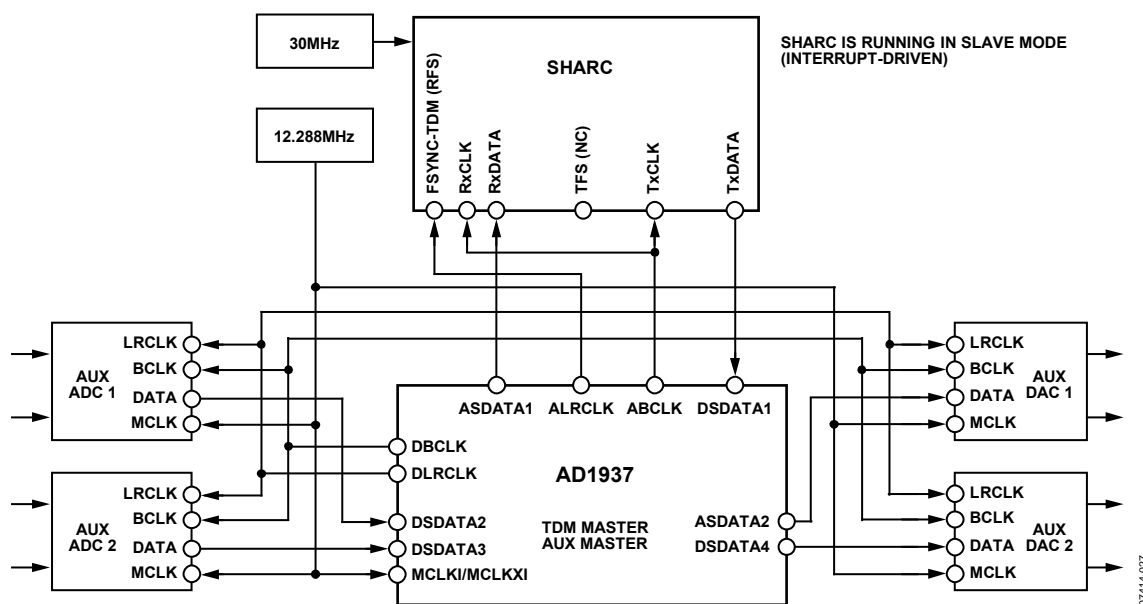 30MHz
SHARC
SHARC IS RUNNING IN SLAVE MODE
(INTERRUPT-DRIVEN)
12.288MHz
FSYNC-TDM (RFS)
RxCLK
RxDATA
TFS (NC)
TxCLK
TxDATA
LRCLK
BCLK
DATA
MCLK
AUX
ADC 1
LRCLK
BCLK
DATA
MCLK
AUX
ADC 2
ASDATA1
ALRCLK
ABCLK
DSDATA1
DBCLK
DLRCLK
DSDATA2
DSDATA3
MCLKI/MCLKXI
AD1937
TDM MASTER
AUX MASTER
ASDATA2
DSDATA4
LRCLK
BCLK
DATA
MCLK
AUX
DAC 1
LRCLK
BCLK
DATA
MCLK
AUX
DAC 2
07414-027